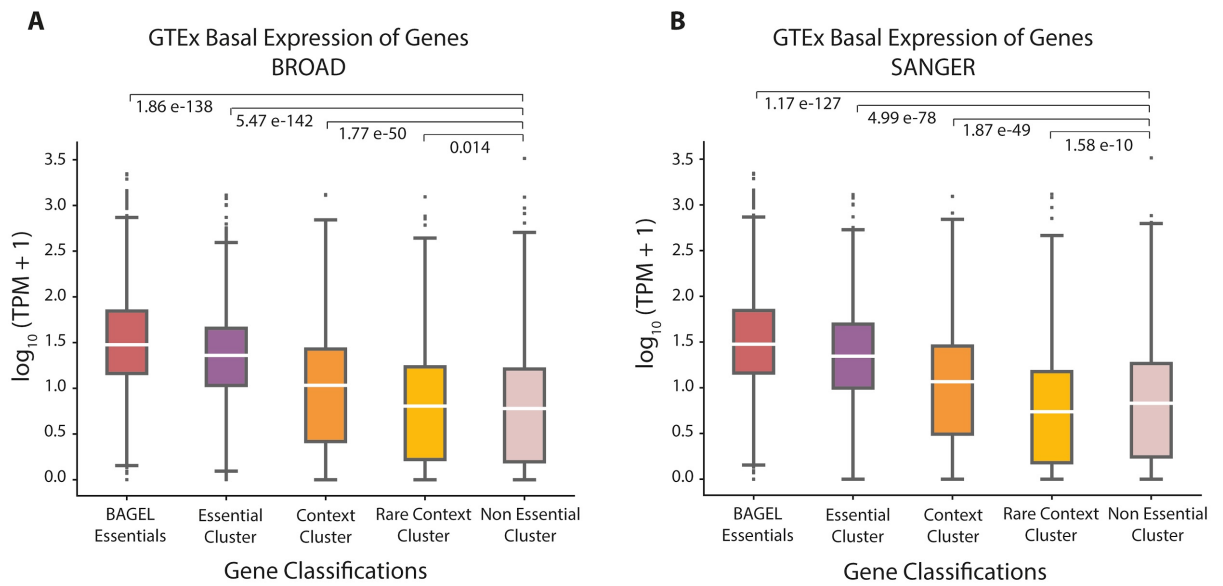 A
GTEx Basal Expression of Genes
BROAD
1.86 e-138
5.47 e-142
1.77 e-50
0.014
log10 (TPM + 1)
3.5
3.0
2.5
2.0
1.5
1.0
0.5
0.0
BAGEL
Essentials
Essential
Cluster
Context
Cluster
Rare Context
Cluster
Non Essential
Cluster
Gene Classifications
B
GTEx Basal Expression of Genes
SANGER
1.17 e-127
4.99 e-78
1.87 e-49
1.58 e-10
log10 (TPM + 1)
3.5
3.0
2.5
2.0
1.5
1.0
0.5
0.0
BAGEL
Essentials
Essential
Cluster
Context
Cluster
Rare Context
Cluster
Non Essential
Cluster
Gene Classifications